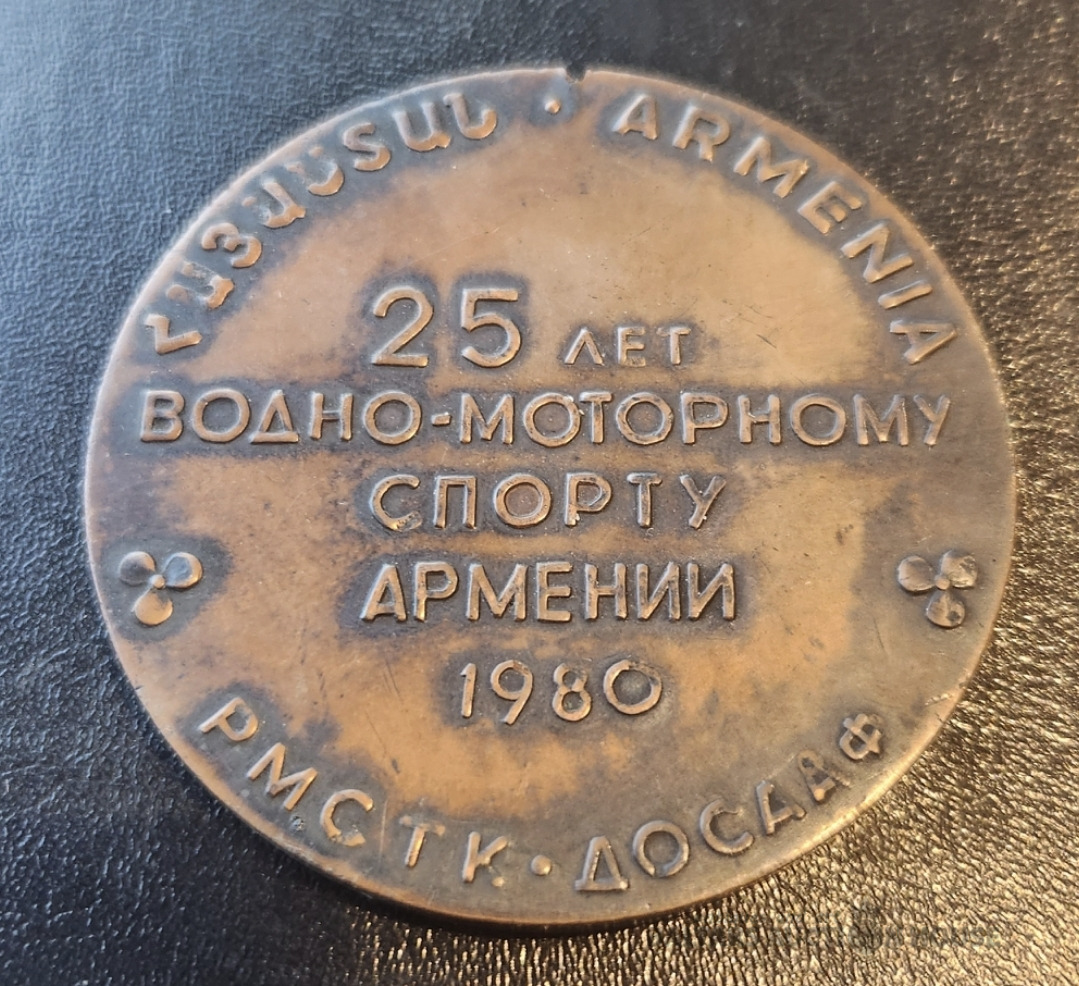 ՀԱՅԱՍՏԱՆ · ARMENIA
25 ЛЕТ
ВОДНО-МОТОРНОМУ
СПОРТУ
АРМЕНИИ
1980
РМСТК · ДОСААФ